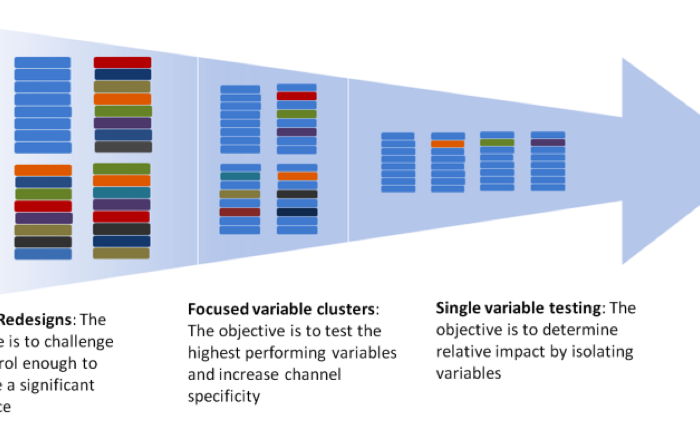 Redesigns: The
e is to challenge
rol enough to
e a significant
ce
Focused variable clusters:
The objective is to test the
highest performing variables
and increase channel
specificity
Single variable testing: The
objective is to determine
relative impact by isolating
variables